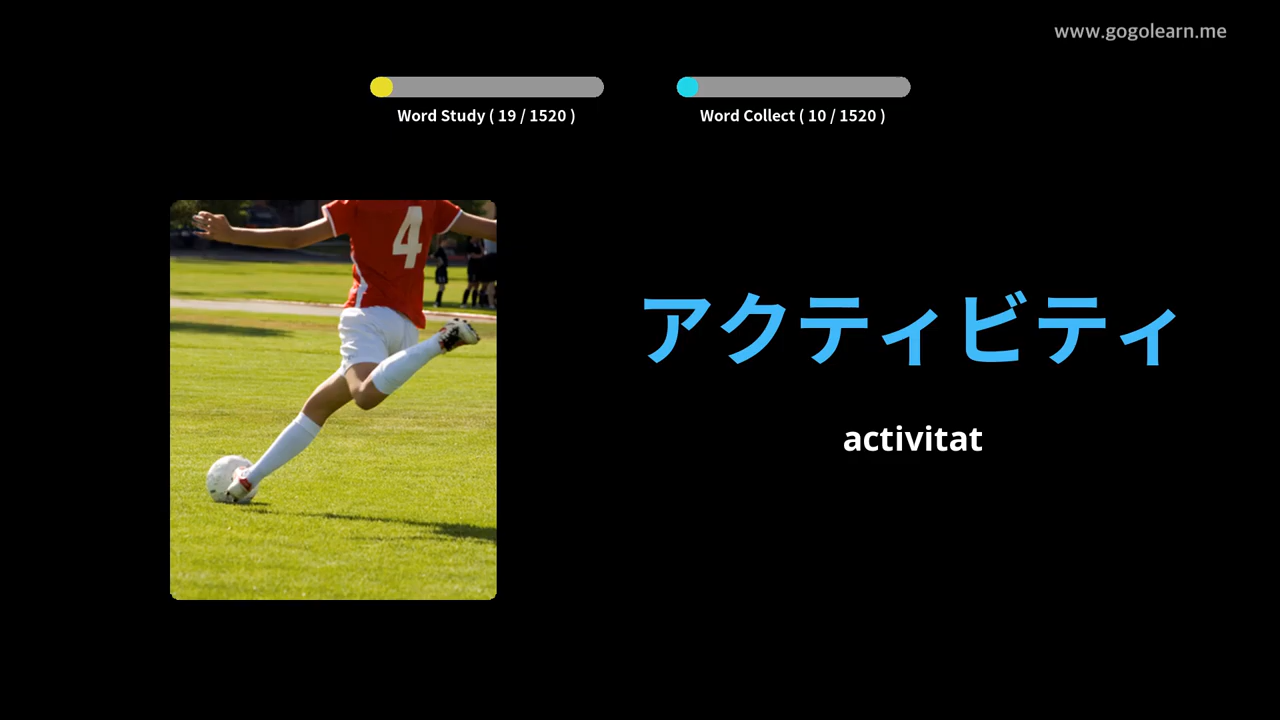 www.gogolearn.me
Word Study ( 19 / 1520 )
Word Collect ( 10 / 1520 )
4
アクティビティ
activitat